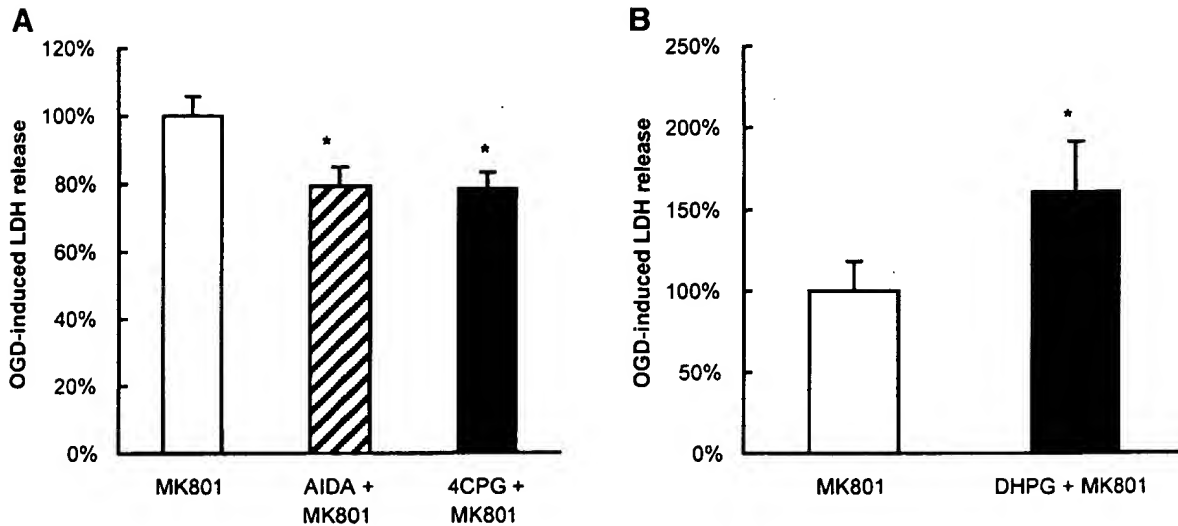 A
OGD-induced LDH release
120%
100%
80%
60%
40%
20%
0%
*
*
MK801
AIDA +
MK801
4CPG +
MK801
B
OGD-induced LDH release
250%
200%
150%
100%
50%
0%
*
MK801
DHPG + MK801